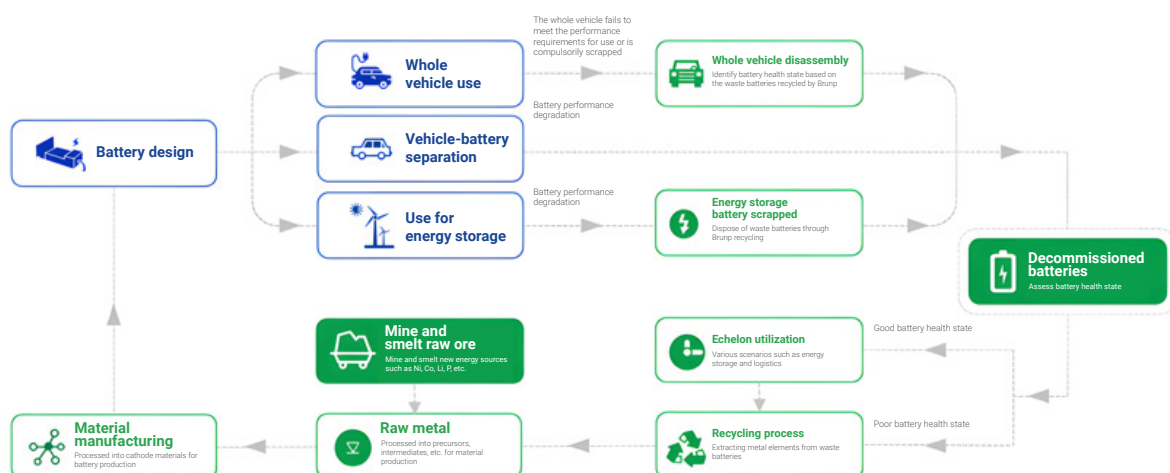 The whole vehicle fails to
meet the performance
requirements for use or is
compulsorily scrapped
Whole
vehicle use
Whole vehicle disassembly
Identify battery health state based on
the waste batteries recycled by Brunp
Battery performance
degradation
Battery design
Vehicle-battery
separation
Battery performance
degradation
Use for
energy storage
Energy storage
battery scrapped
Dispose of waste batteries through
Brunp recycling
Decommissioned
batteries
Assess battery health state
Mine and
smelt raw ore
Mine and smelt new energy sources
such as Ni, Co, Li, P, etc.
Echelon utilization
Various scenarios such as energy
storage and logistics
Good battery health state
Material
manufacturing
Processed into cathode materials for
battery production
Raw metal
Processed into precursors,
intermediates, etc. for material
production
Recycling process
Extracting metal elements from waste
batteries
Poor battery health state